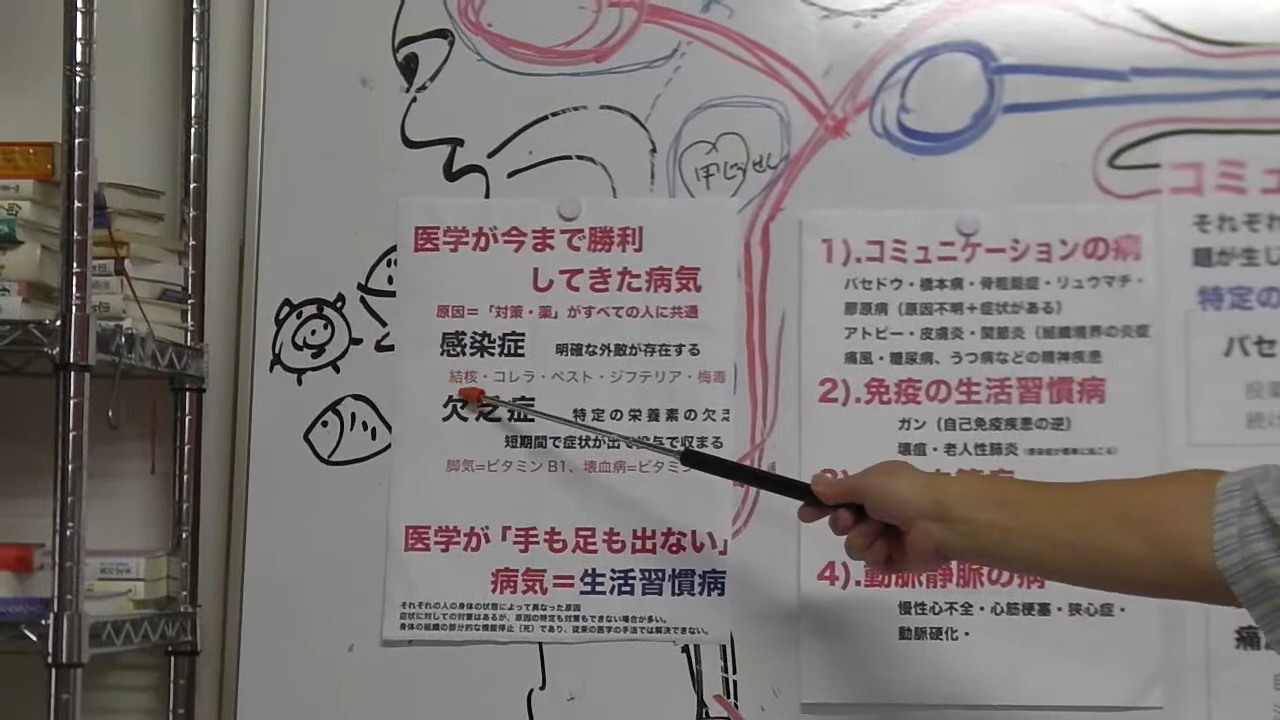 医学が今まで勝利
してきた病気
原因＝「対策・薬」がすべての人に共通
感染症 明確な外敵が存在する
結核・コレラ・ペスト・ジフテリア・梅毒
欠乏症 特定の栄養素の欠
短期間で症状が出て投与で収まる
脚気=ビタミンB1、壊血病=ビタミン
医学が「手も足も出ない」
病気＝生活習慣病
それぞれの人の身体の状態によって異なった原因
症状に対しての対策はあるが、原因の特定も対策もできない場合が多い。
身体の組織の部分的な機能停止（死）であり、従来の医学の手法では解決できない。
1).コミュニケーションの病
バセドウ・橋本病・骨粗鬆症・リュウマチ・
膠原病（原因不明＋症状がある）
アトピー・皮膚炎・関節炎（組織境界の炎症
痛風・糖尿病、うつ病などの精神疾患
2).免疫の生活習慣病
ガン（自己免疫疾患の逆）
壊疽・老人性肺炎
4).動脈静脈の病
慢性心不全・心筋梗塞・狭心症・
動脈硬化・
コミュ
それぞれ
題が生じ
特定の
バセ
痛